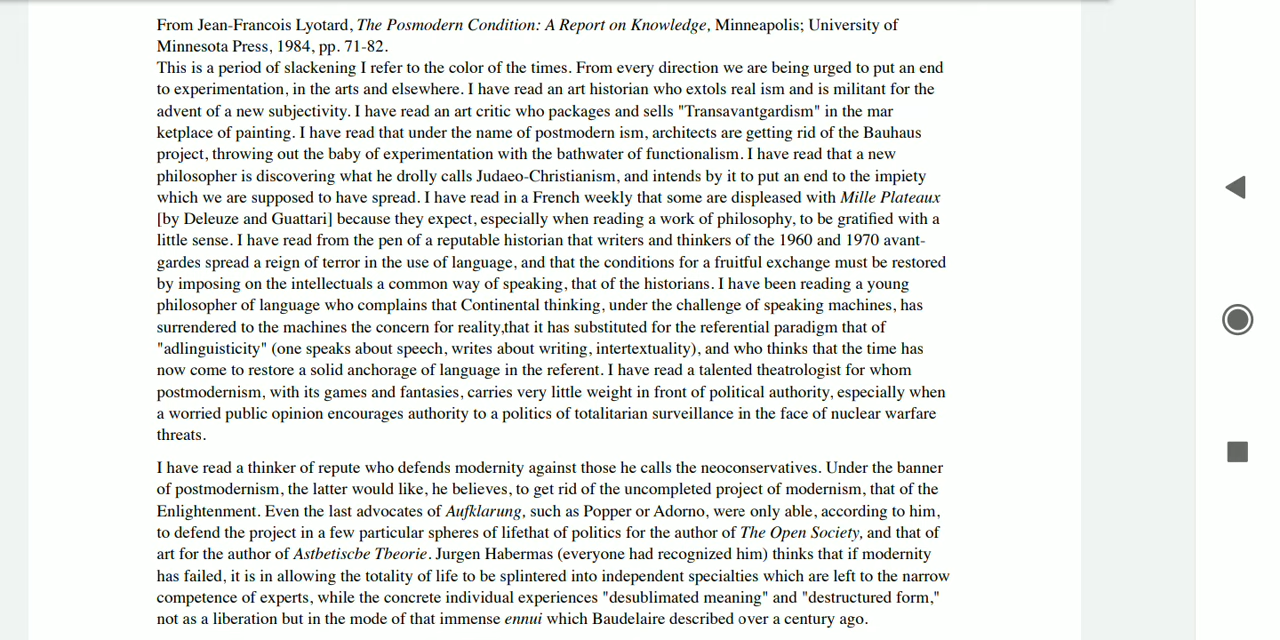 From Jean-Francois Lyotard, The Posmodern Condition: A Report on Knowledge, Minneapolis; University of
Minnesota Press, 1984, pp. 71-82.
This is a period of slackening I refer to the color of the times. From every direction we are being urged to put an end
to experimentation, in the arts and elsewhere. I have read an art historian who extols real ism and is militant for the
advent of a new subjectivity. I have read an art critic who packages and sells "Transavantgardism" in the mar
ketplace of painting. I have read that under the name of postmodern ism, architects are getting rid of the Bauhaus
project, throwing out the baby of experimentation with the bathwater of functionalism. I have read that a new
philosopher is discovering what he drolly calls Judaeo-Christianism, and intends by it to put an end to the impiety
which we are supposed to have spread. I have read in a French weekly that some are displeased with Mille Plateaux
[by Deleuze and Guattari] because they expect, especially when reading a work of philosophy, to be gratified with a
little sense. I have read from the pen of a reputable historian that writers and thinkers of the 1960 and 1970 avant-
gardes spread a reign of terror in the use of language, and that the conditions for a fruitful exchange must be restored
by imposing on the intellectuals a common way of speaking, that of the historians. I have been reading a young
philosopher of language who complains that Continental thinking, under the challenge of speaking machines, has
surrendered to the machines the concern for reality,that it has substituted for the referential paradigm that of
"adlinguisticity" (one speaks about speech, writes about writing, intertextuality), and who thinks that the time has
now come to restore a solid anchorage of language in the referent. I have read a talented theatrologist for whom
postmodernism, with its games and fantasies, carries very little weight in front of political authority, especially when
a worried public opinion encourages authority to a politics of totalitarian surveillance in the face of nuclear warfare
threats.
I have read a thinker of repute who defends modernity against those he calls the neoconservatives. Under the banner
of postmodernism, the latter would like, he believes, to get rid of the uncompleted project of modernism, that of the
Enlightenment. Even the last advocates of Aufklarung, such as Popper or Adorno, were only able, according to him,
to defend the project in a few particular spheres of lifethat of politics for the author of The Open Society, and that of
art for the author of Astbetiscbe Tbeorie. Jurgen Habermas (everyone had recognized him) thinks that if modernity
has failed, it is in allowing the totality of life to be splintered into independent specialties which are left to the narrow
competence of experts, while the concrete individual experiences "desublimated meaning" and "destructured form,"
not as a liberation but in the mode of that immense ennui which Baudelaire described over a century ago.